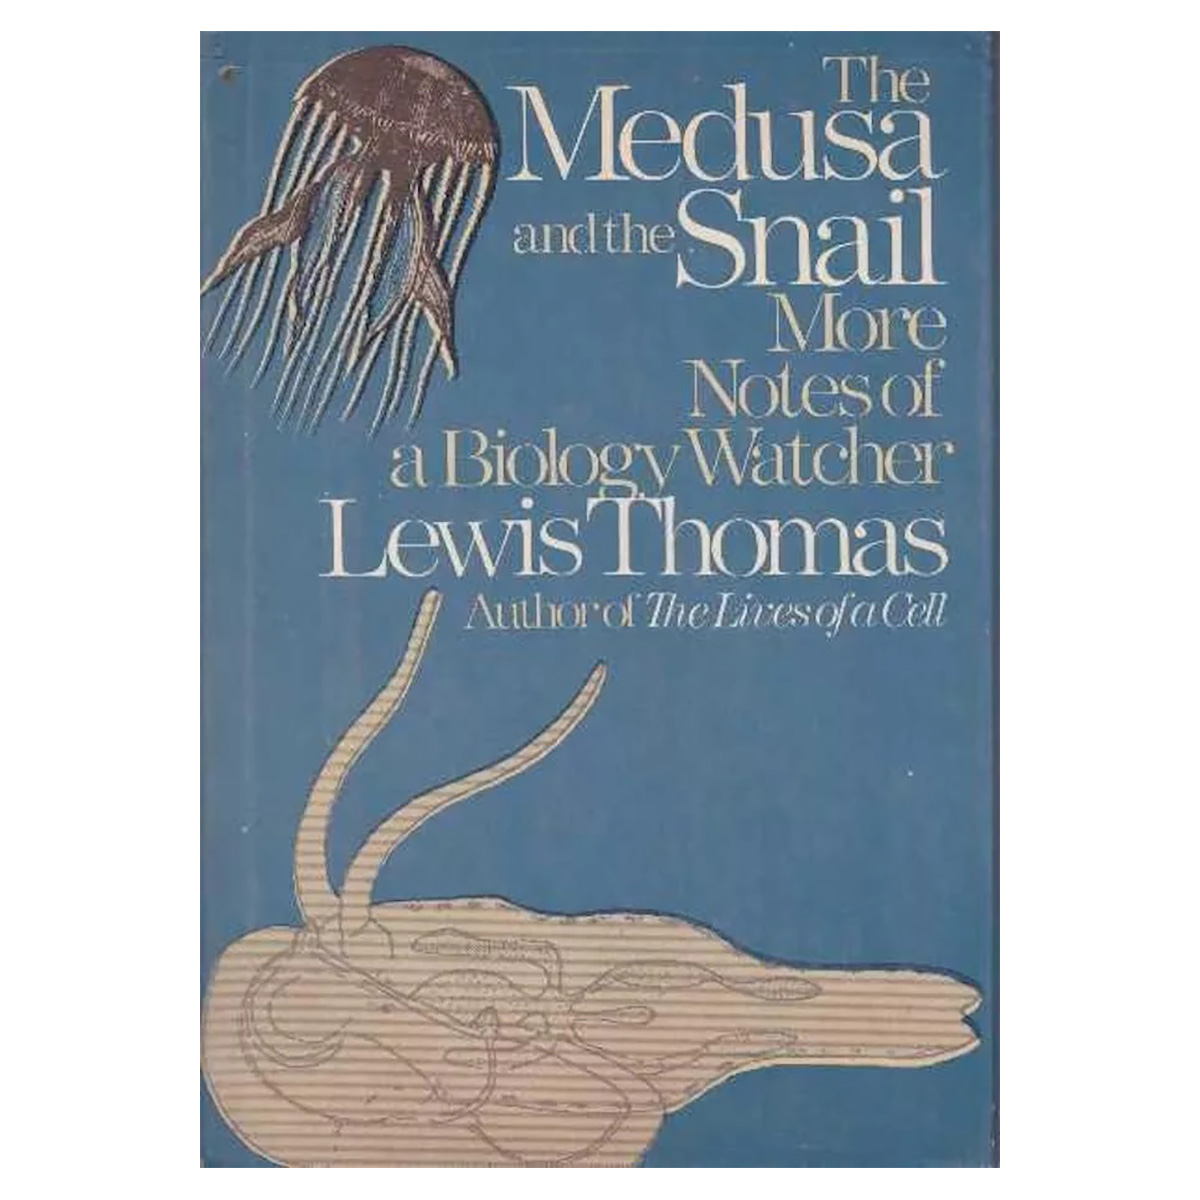 The
Medusa
and the Snail
More
Notes of
a Biology Watcher
Lewis Thomas
Author of The Lives of a Cell